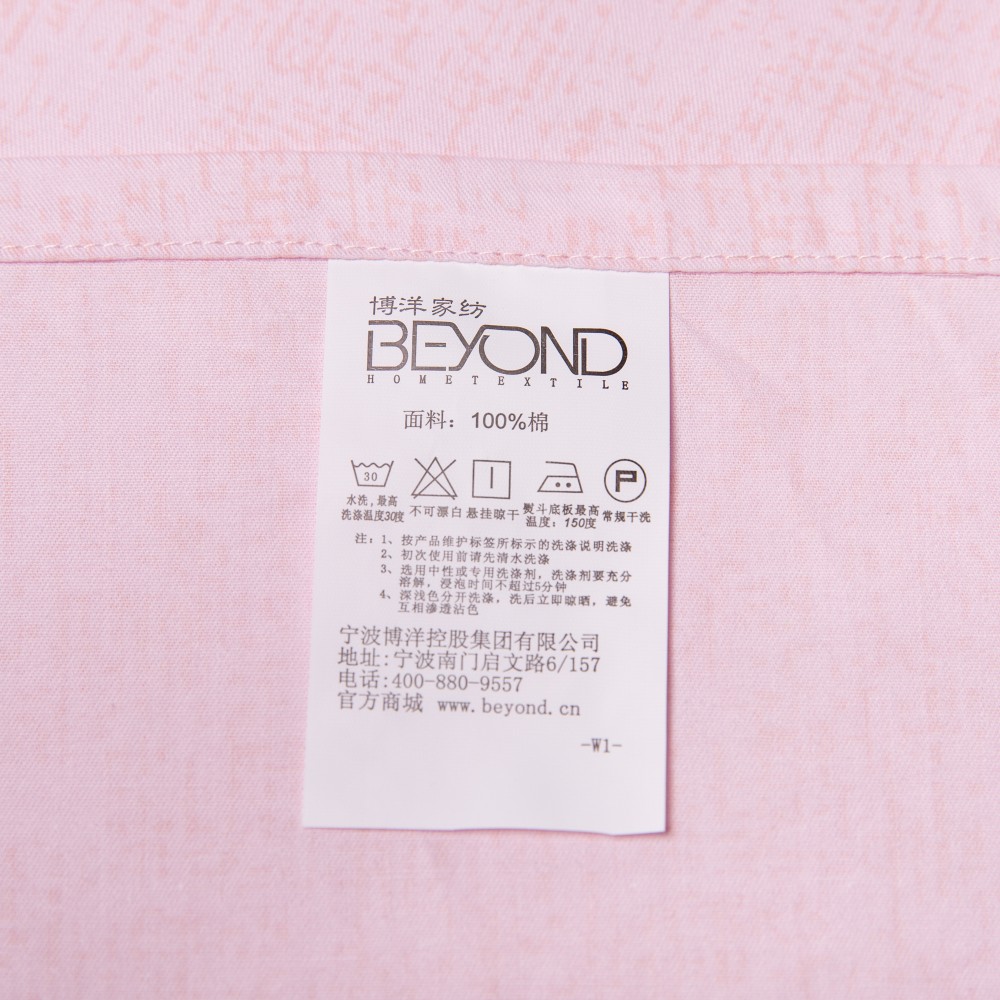 博洋家纺
BEYOND
HOMETEXTILE
面料：100%棉
30 P
水洗，最高 洗涤温度30度 不可漂白 悬挂晾干 熨斗底板最高 温度：150度 常规干洗
注：1、按产品维护标签所标示的洗涤说明洗涤
2、初次使用前请先清水洗涤
3、选用中性或专用洗涤剂，洗涤剂要充分
溶解，浸泡时间不超过5分钟
4、深浅色分开洗涤，洗后立即晾晒，避免
互相渗透沾色
宁波博洋控股集团有限公司
地址:宁波南门启文路6/157
电话:400-880-9557
官方商城 www.beyond.cn
-W1-